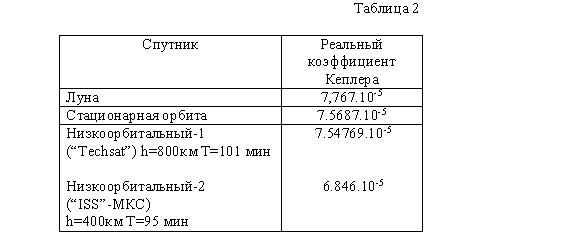 Таблица 2
Спутник
Реальный
коэффициент
Кеплера
Луна
7,767.10⁻⁵
Стационарная орбита
7.5687.10⁻⁵
Низкоорбитальный-1
(“Techsat”) h=800км T=101 мин
7.54769.10⁻⁵
Низкоорбитальный-2
(“ISS”-МКС)
h=400км T=95 мин
6.846.10⁻⁵